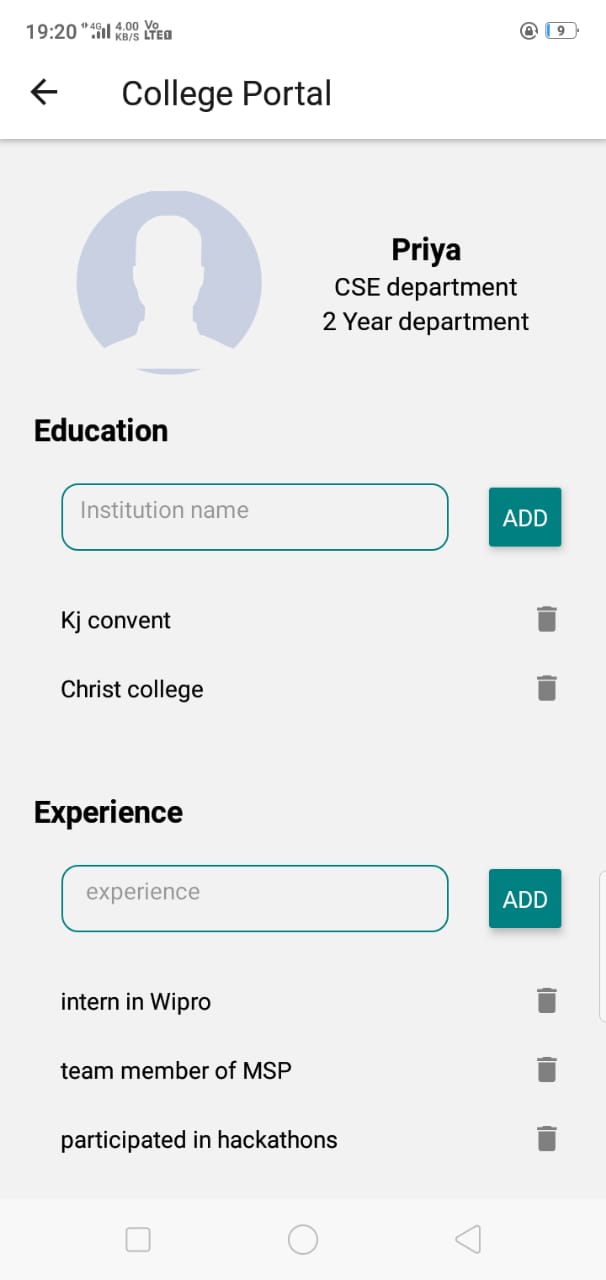 19:20 4G 4.00 KB/S Vo LTE 9
College Portal
Priya
CSE department
2 Year department
Education
Institution name
ADD
Kj convent
Christ college
Experience
experience
ADD
intern in Wipro
team member of MSP
participated in hackathons